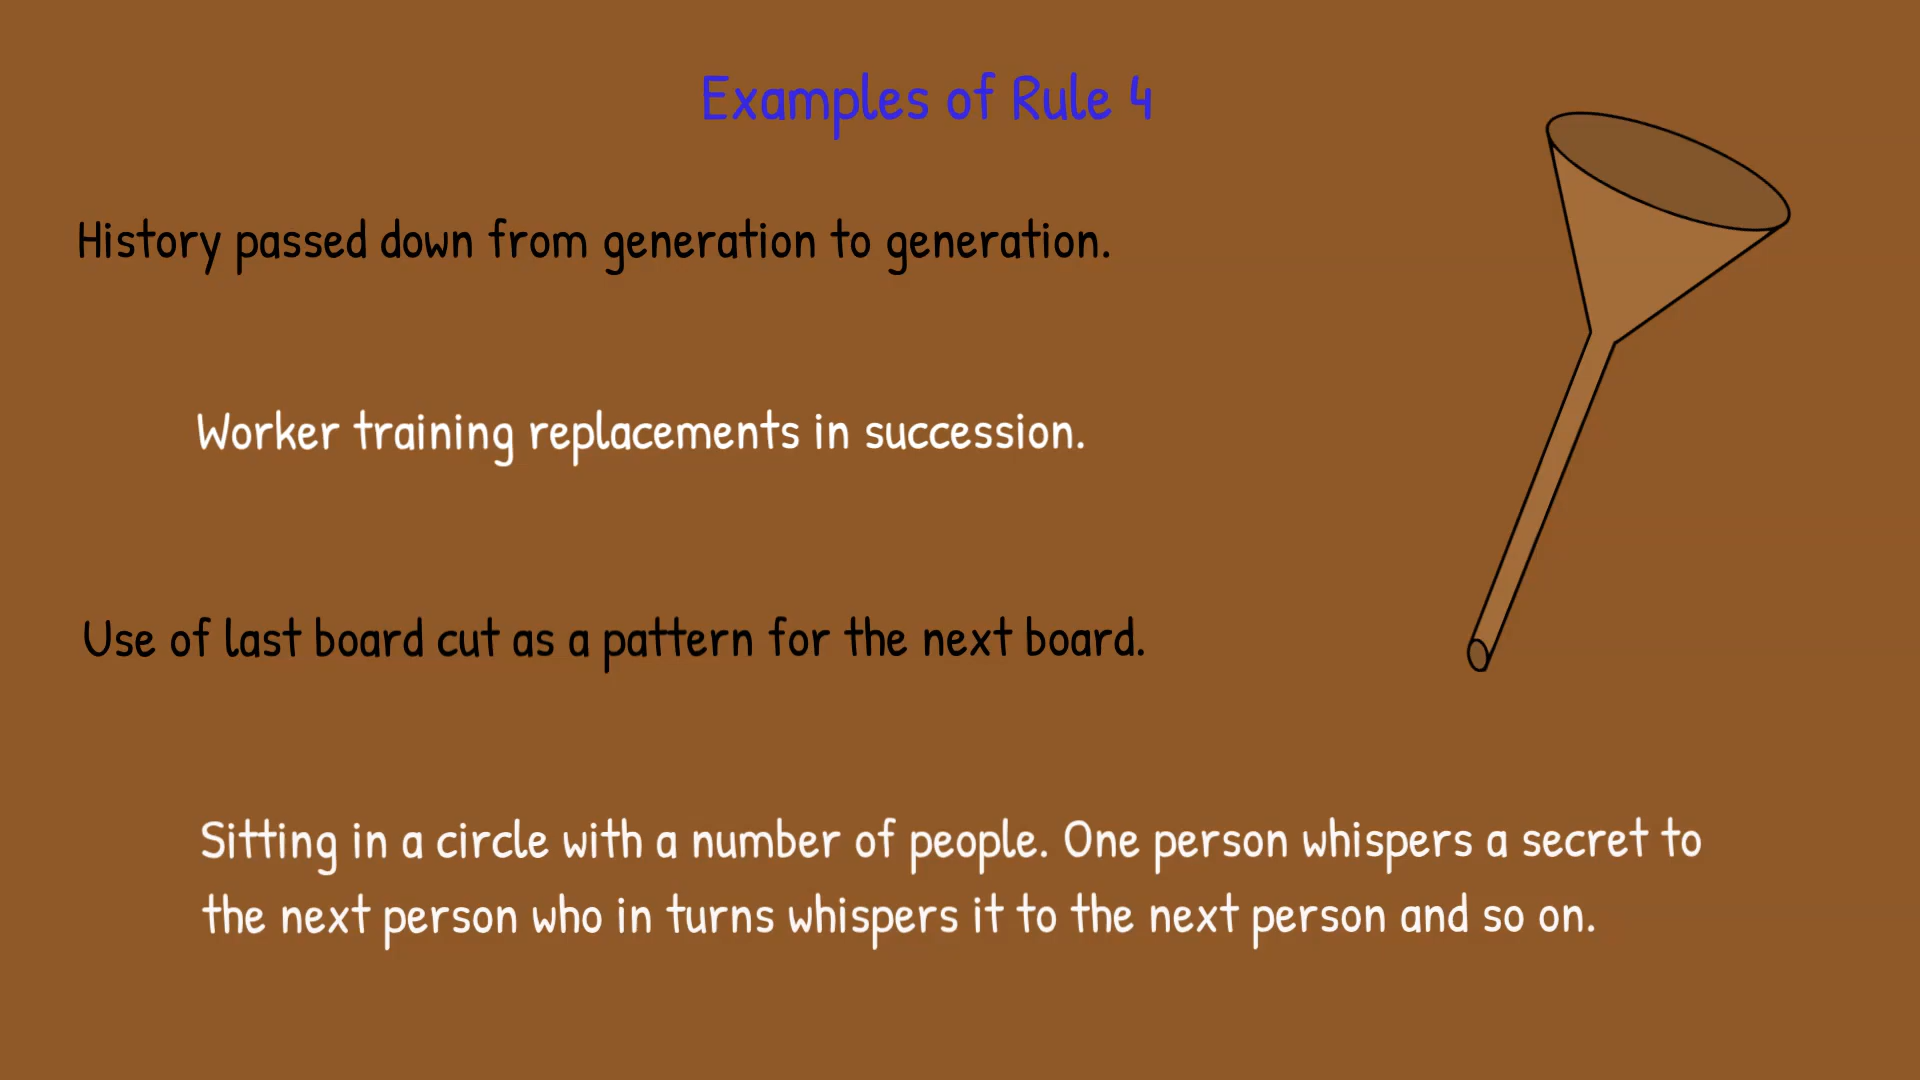 Examples of Rule 4
History passed down from generation to generation.
Worker training replacements in succession.
Use of last board cut as a pattern for the next board.
Sitting in a circle with a number of people. One person whispers a secret to
the next person who in turns whispers it to the next person and so on.